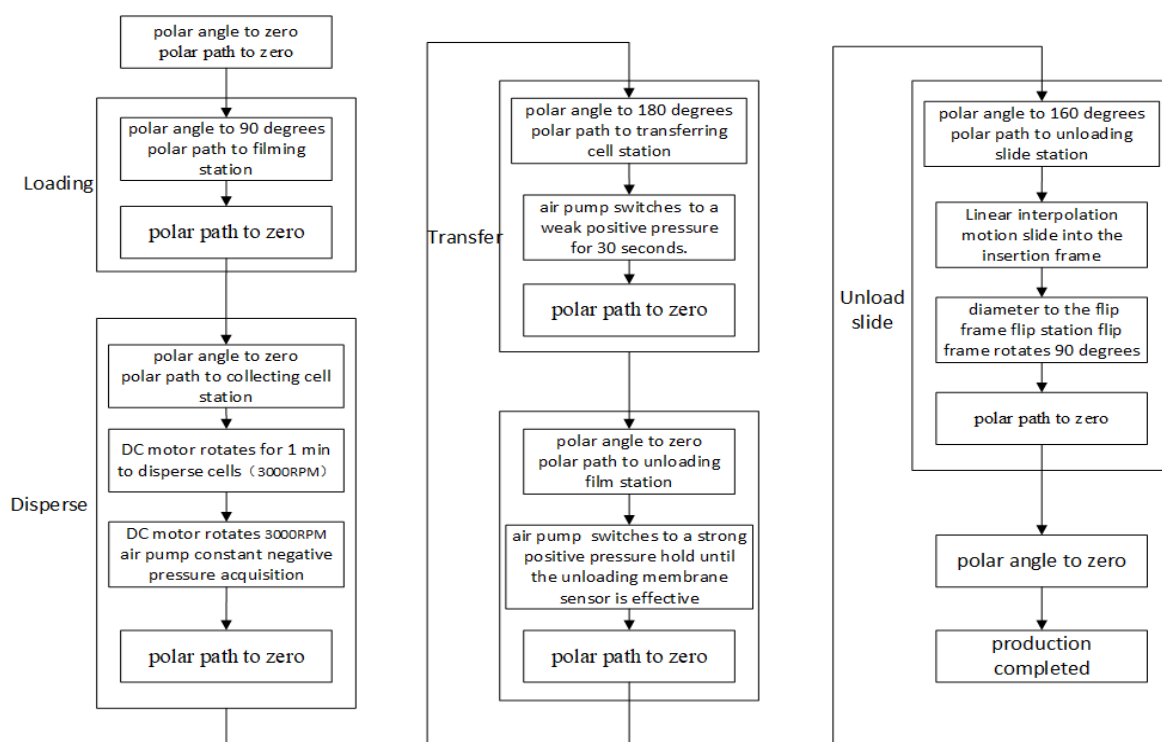 polar angle to zero
polar path to zero
Loading
polar angle to 90 degrees
polar path to filming
station
polar path to zero
Disperse
polar angle to zero
polar path to collecting cell
station
DC motor rotates for 1 min
to disperse cells（3000RPM）
DC motor rotates 3000RPM
air pump constant negative
pressure acquisition
polar path to zero
Transfer
polar angle to 180 degrees
polar path to transferring
cell station
air pump switches to a
weak positive pressure
for 30 seconds.
polar path to zero
polar angle to zero
polar path to unloading
film station
air pump switches to a strong
positive pressure hold until
the unloading membrane
sensor is effective
polar path to zero
Unload
slide
polar angle to 160 degrees
polar path to unloading
slide station
Linear interpolation
motion slide into the
insertion frame
diameter to the flip
frame flip station flip
frame rotates 90 degrees
polar path to zero
polar angle to zero
production
completed